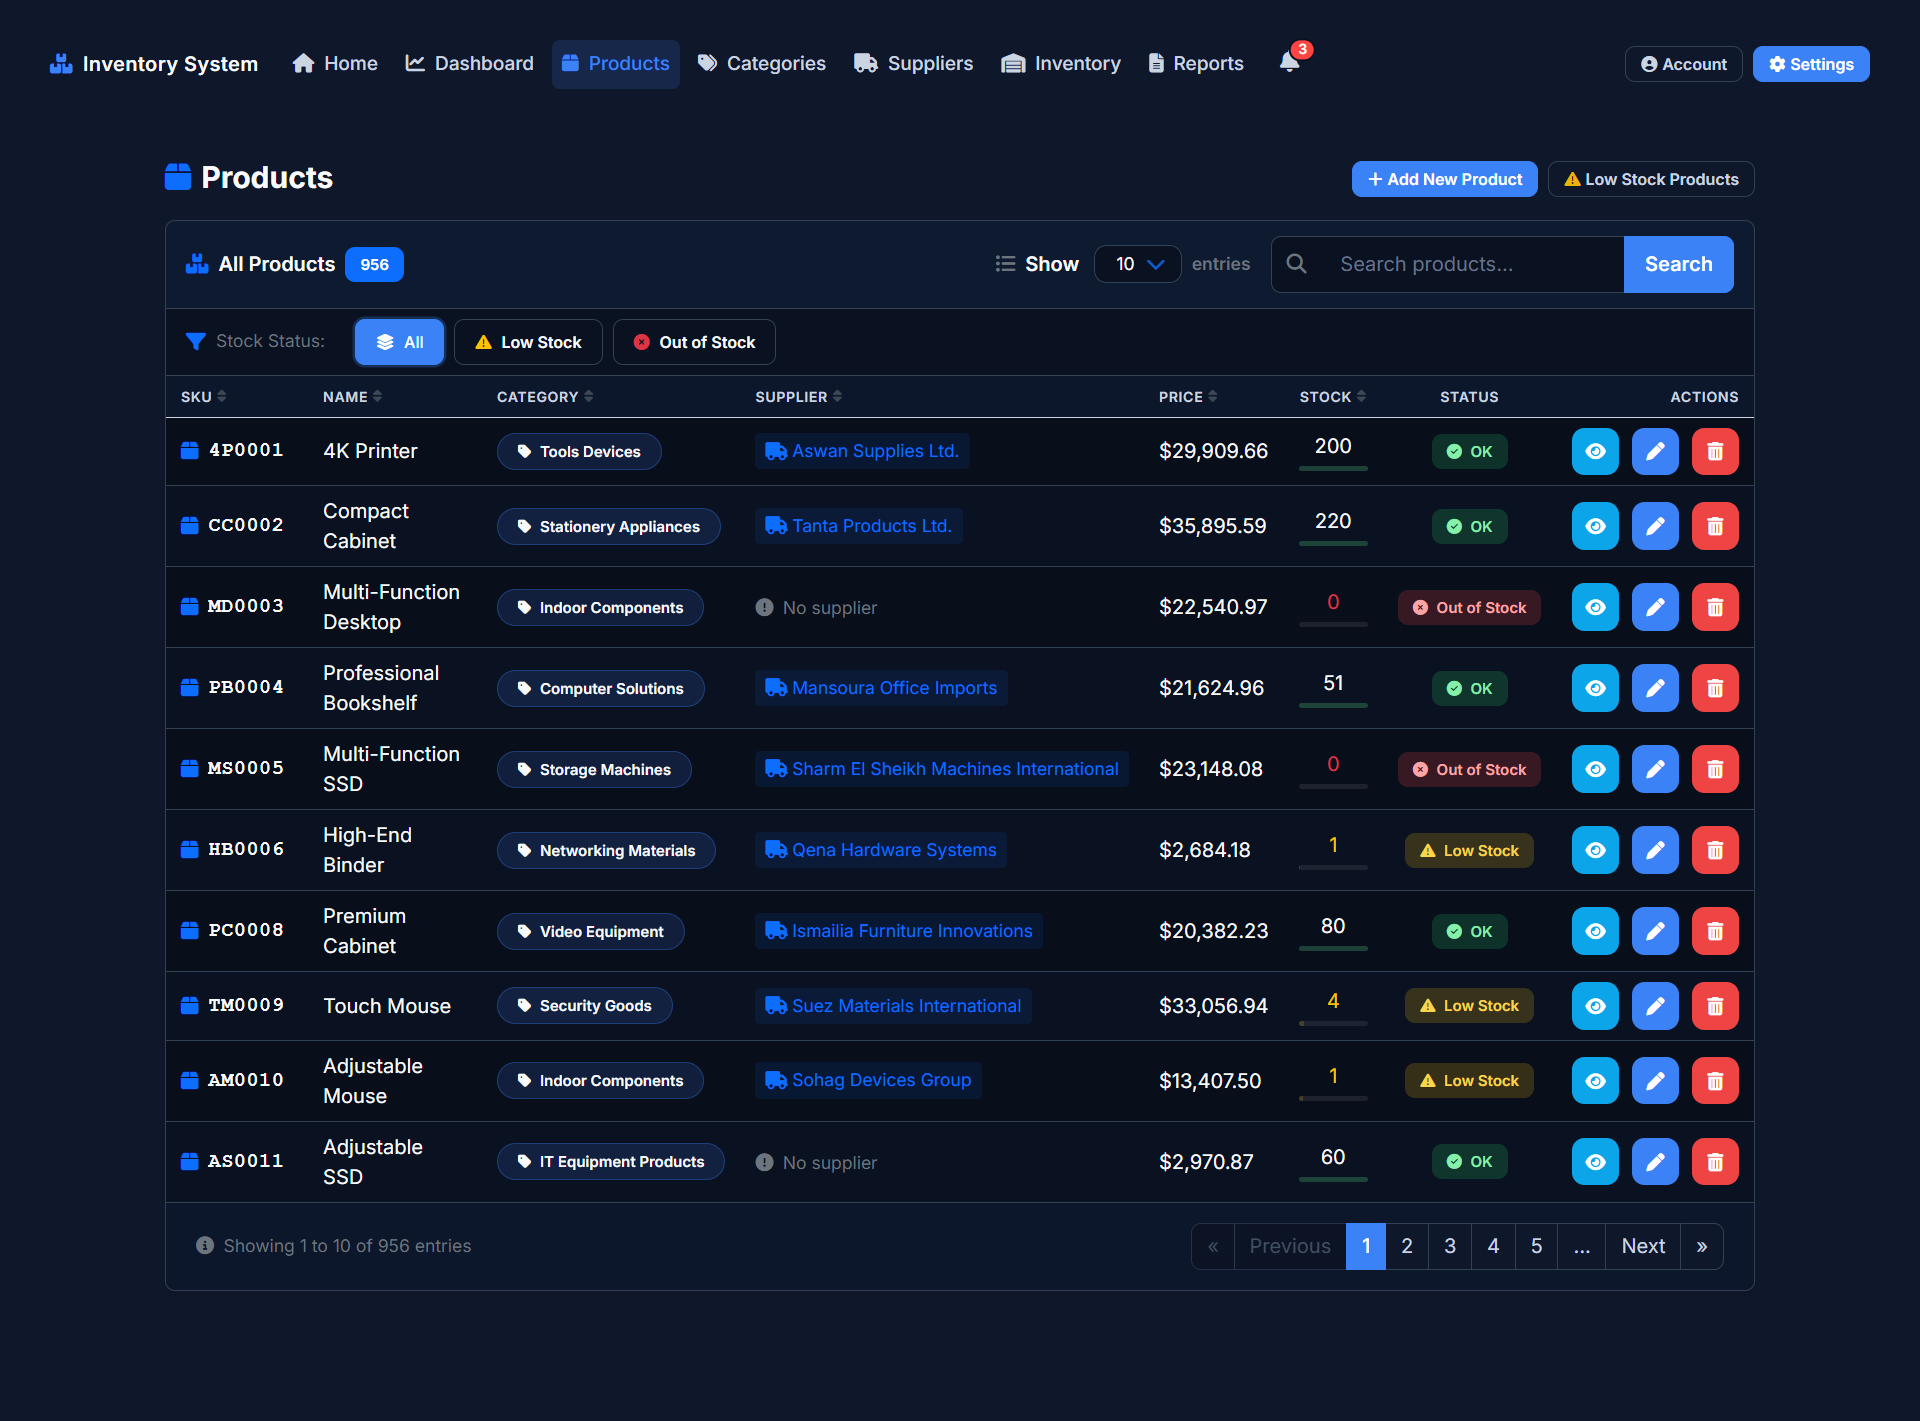 Inventory System Home Dashboard Products Categories Suppliers Inventory Reports 3 Account Settings
Products + Add New Product Low Stock Products
All Products 956 Show 10 entries Search products... Search
Stock Status: All Low Stock Out of Stock
SKU NAME CATEGORY SUPPLIER PRICE STOCK STATUS ACTIONS
4P0001 4K Printer Tools Devices Aswan Supplies Ltd. $29,909.66 200 OK
CC0002 Compact Cabinet Stationery Appliances Tanta Products Ltd. $35,895.59 220 OK
MD0003 Multi-Function Desktop Indoor Components No supplier $22,540.97 0 Out of Stock
PB0004 Professional Bookshelf Computer Solutions Mansoura Office Imports $21,624.96 51 OK
MS0005 Multi-Function SSD Storage Machines Sharm El Sheikh Machines International $23,148.08 0 Out of Stock
HB0006 High-End Binder Networking Materials Qena Hardware Systems $2,684.18 1 Low Stock
PC0008 Premium Cabinet Video Equipment Ismailia Furniture Innovations $20,382.23 80 OK
TM0009 Touch Mouse Security Goods Suez Materials International $33,056.94 4 Low Stock
AM0010 Adjustable Mouse Indoor Components Sohag Devices Group $13,407.50 1 Low Stock
AS0011 Adjustable SSD IT Equipment Products No supplier $2,970.87 60 OK
Showing 1 to 10 of 956 entries « Previous 1 2 3 4 5 ... Next »